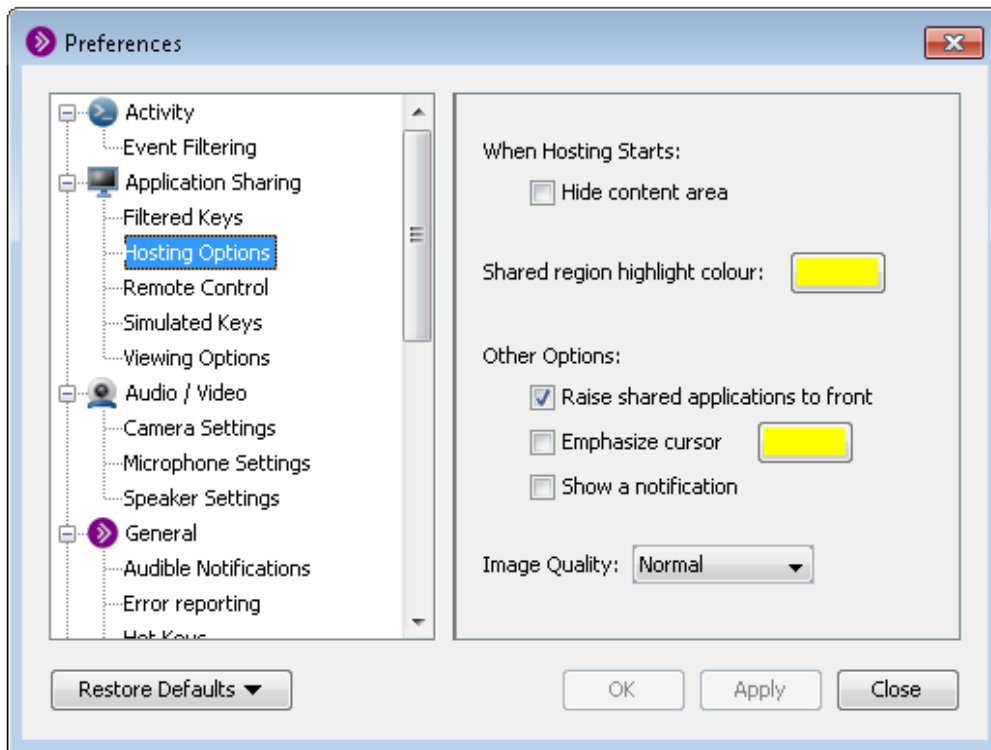 Preferences
Activity
Event Filtering
Application Sharing
Filtered Keys
Hosting Options
Remote Control
Simulated Keys
Viewing Options
Audio / Video
Camera Settings
Microphone Settings
Speaker Settings
General
Audible Notifications
Error reporting
Hot Keys
When Hosting Starts:
Hide content area
Shared region highlight colour:
Other Options:
Raise shared applications to front
Emphasize cursor
Show a notification
Image Quality: Normal
Restore Defaults
OK
Apply
Close